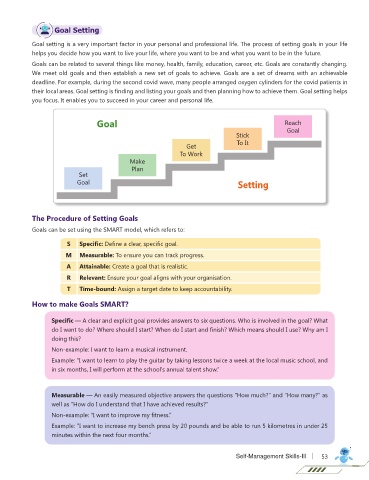 Goal Setting
Goal setting is a very important factor in your personal and professional life. The process of setting goals in your life
helps you decide how you want to live your life, where you want to be and what you want to be in the future.
Goals can be related to several things like money, health, family, education, career, etc. Goals are constantly changing.
We meet old goals and then establish a new set of goals to achieve. Goals are a set of dreams with an achievable
deadline. For example, during the second covid wave, many people arranged oxygen cylinders for the covid patients in
their local areas. Goal setting is finding and listing your goals and then planning how to achieve them. Goal setting helps
you focus. It enables you to succeed in your career and personal life.
Goal
Set
Goal
Make
Plan
Get
To Work
Stick
To It
Reach
Goal
Setting
The Procedure of Setting Goals
Goals can be set using the SMART model, which refers to:
S Specific: Define a clear, specific goal.
M Measurable: To ensure you can track progress.
A Attainable: Create a goal that is realistic.
R Relevant: Ensure your goal aligns with your organisation.
T Time-bound: Assign a target date to keep accountability.
How to make Goals SMART?
Specific — A clear and explicit goal provides answers to six questions. Who is involved in the goal? What
do I want to do? Where should I start? When do I start and finish? Which means should I use? Why am I
doing this?
Non-example: I want to learn a musical instrument.
Example: "I want to learn to play the guitar by taking lessons twice a week at the local music school, and
in six months, I will perform at the school's annual talent show."
Measurable — An easily measured objective answers the questions "How much?" and "How many?" as
well as "How do I understand that I have achieved results?"
Non-example: "I want to improve my fitness."
Example: "I want to increase my bench press by 20 pounds and be able to run 5 kilometres in under 25
minutes within the next four months."
Self-Management Skills-III 53